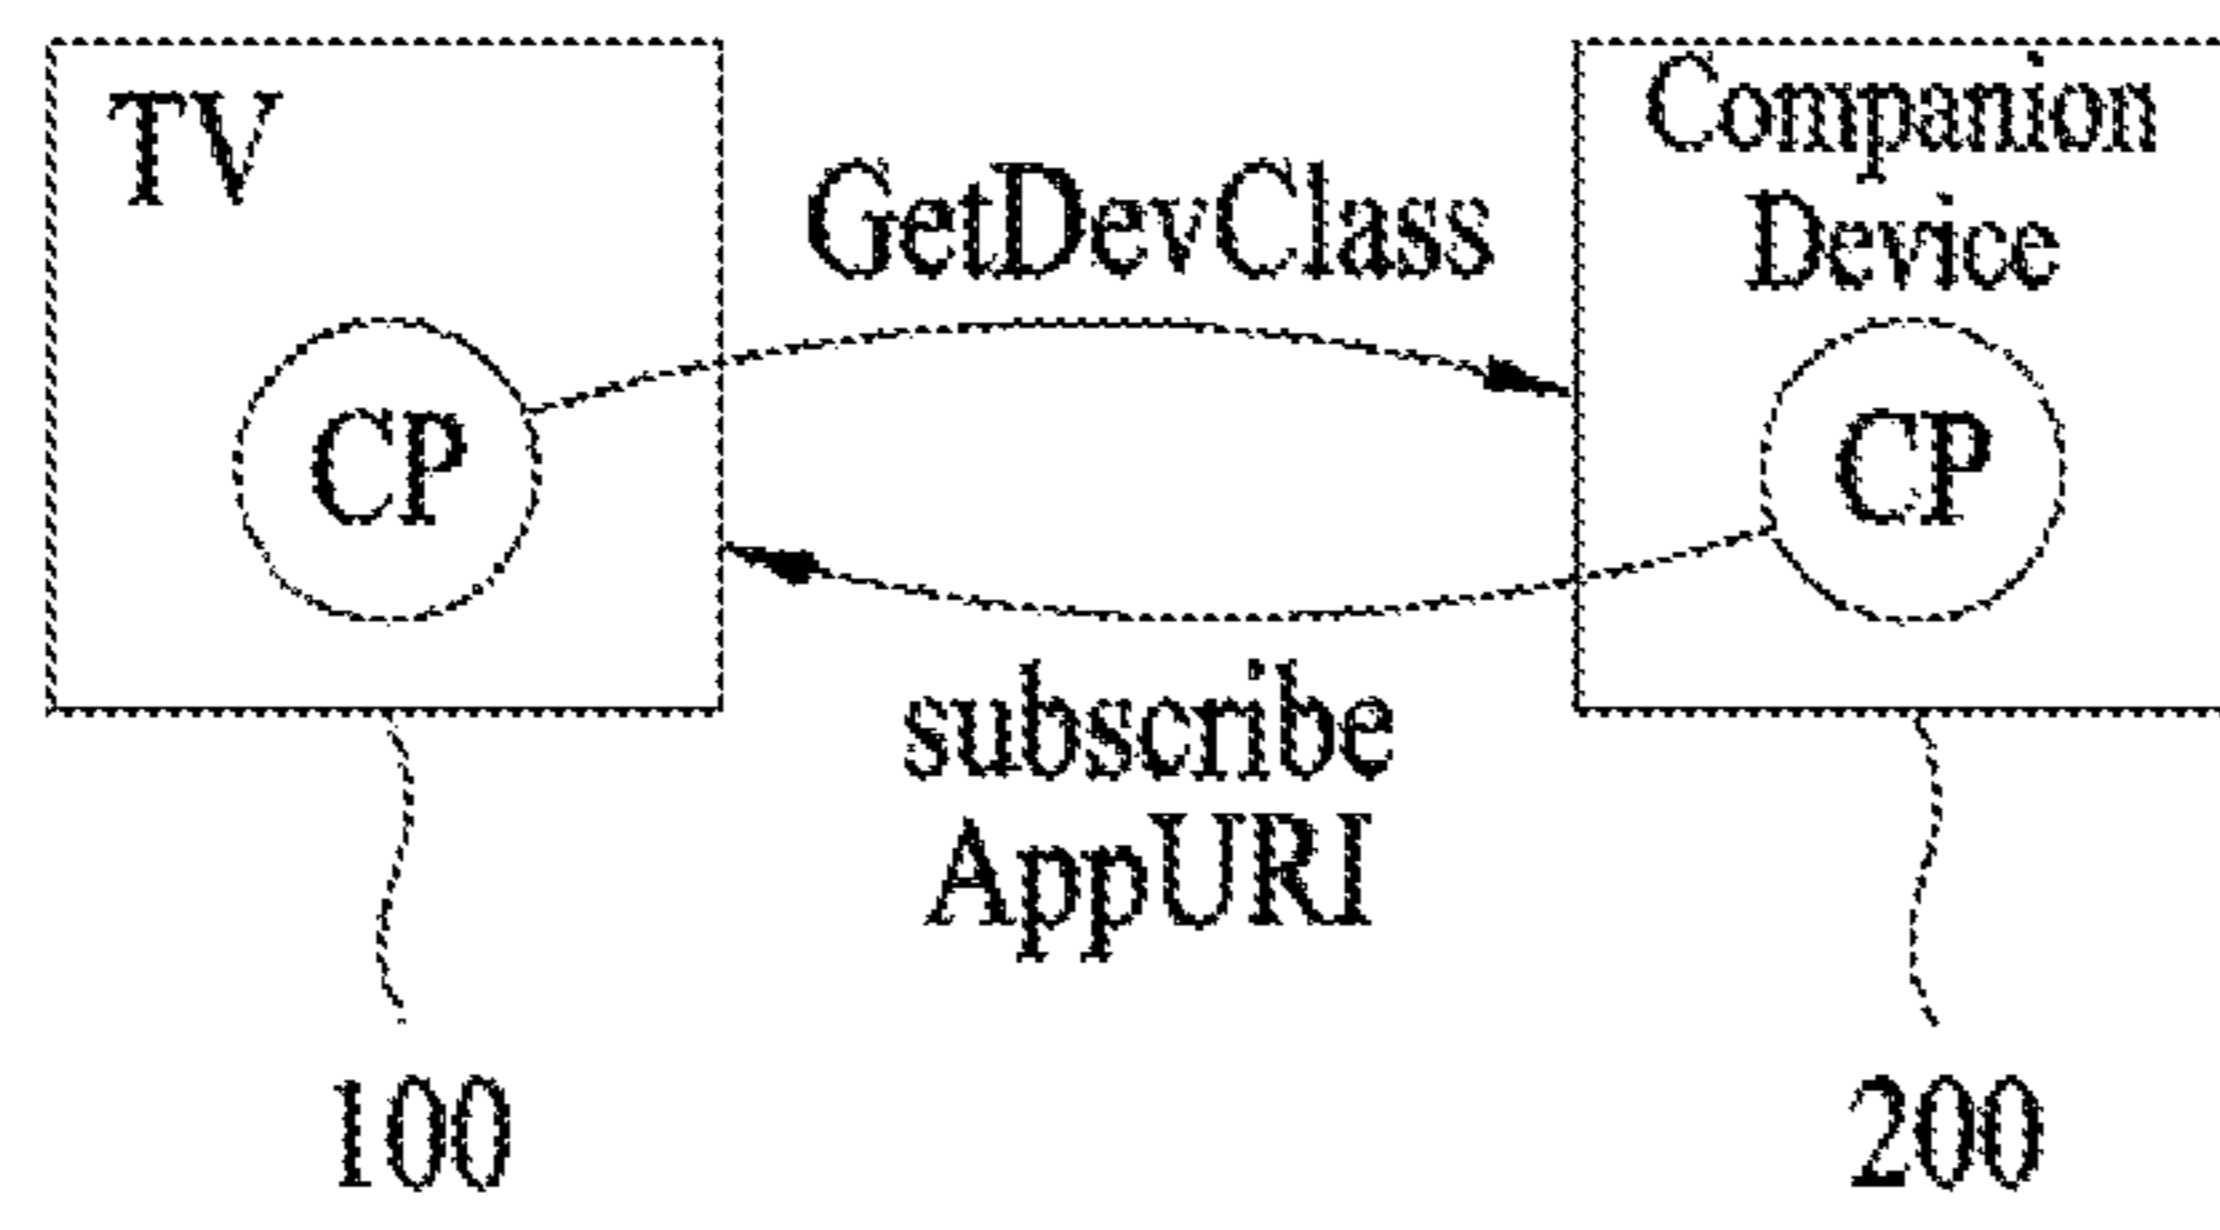 TV
Companion
Device
GetDevClass
CP
CP
subscribe
AppURI
100
200